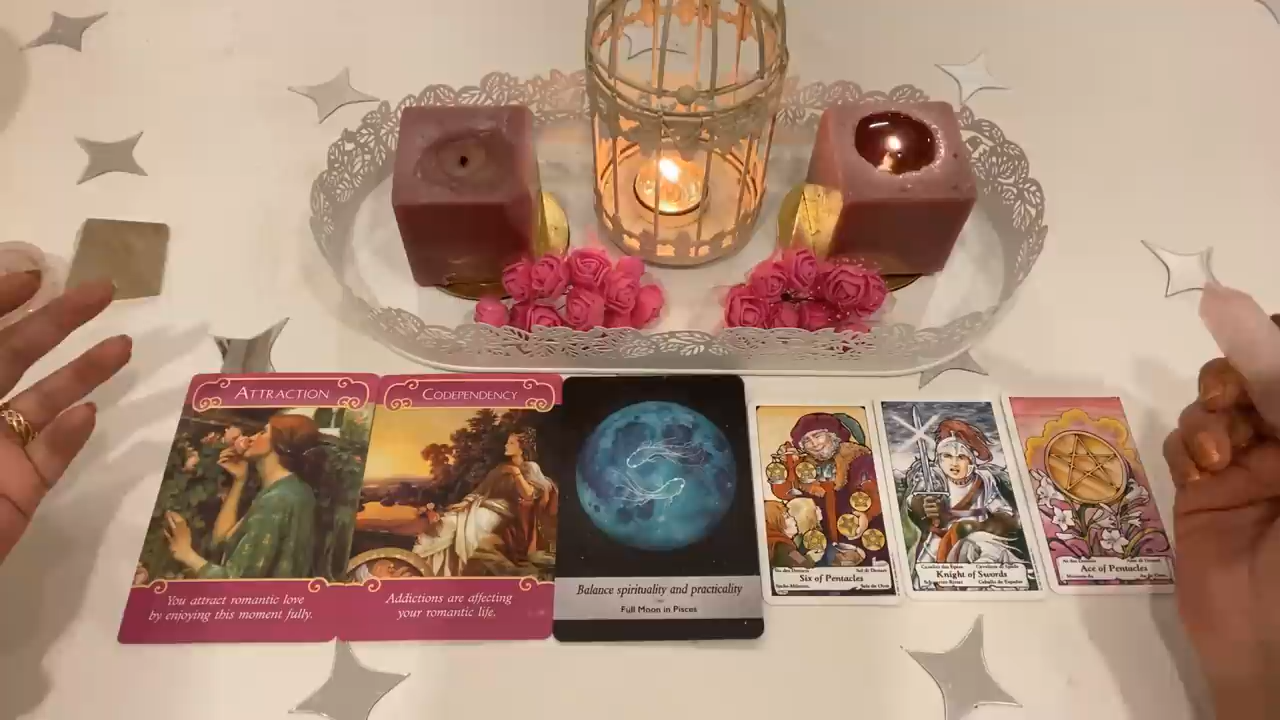 ATTRACTION
You attract romantic love
by enjoying this moment fully.
CODEPENDENCY
Addictions are affecting
your romantic life.
Balance spirituality and practicality
Full Moon in Pisces
Six of Pentacles
Knight of Swords
Ace of Pentacles